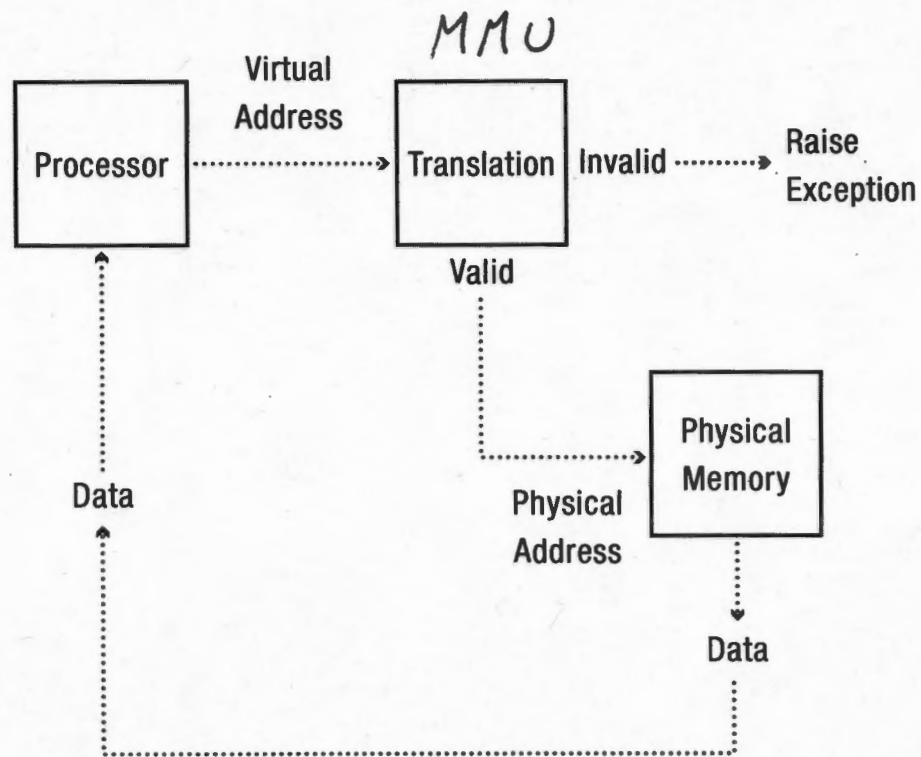 MMU
Virtual
Address
Processor
Translation
Invalid
Raise
Exception
Valid
Physical
Memory
Physical
Address
Data
Data